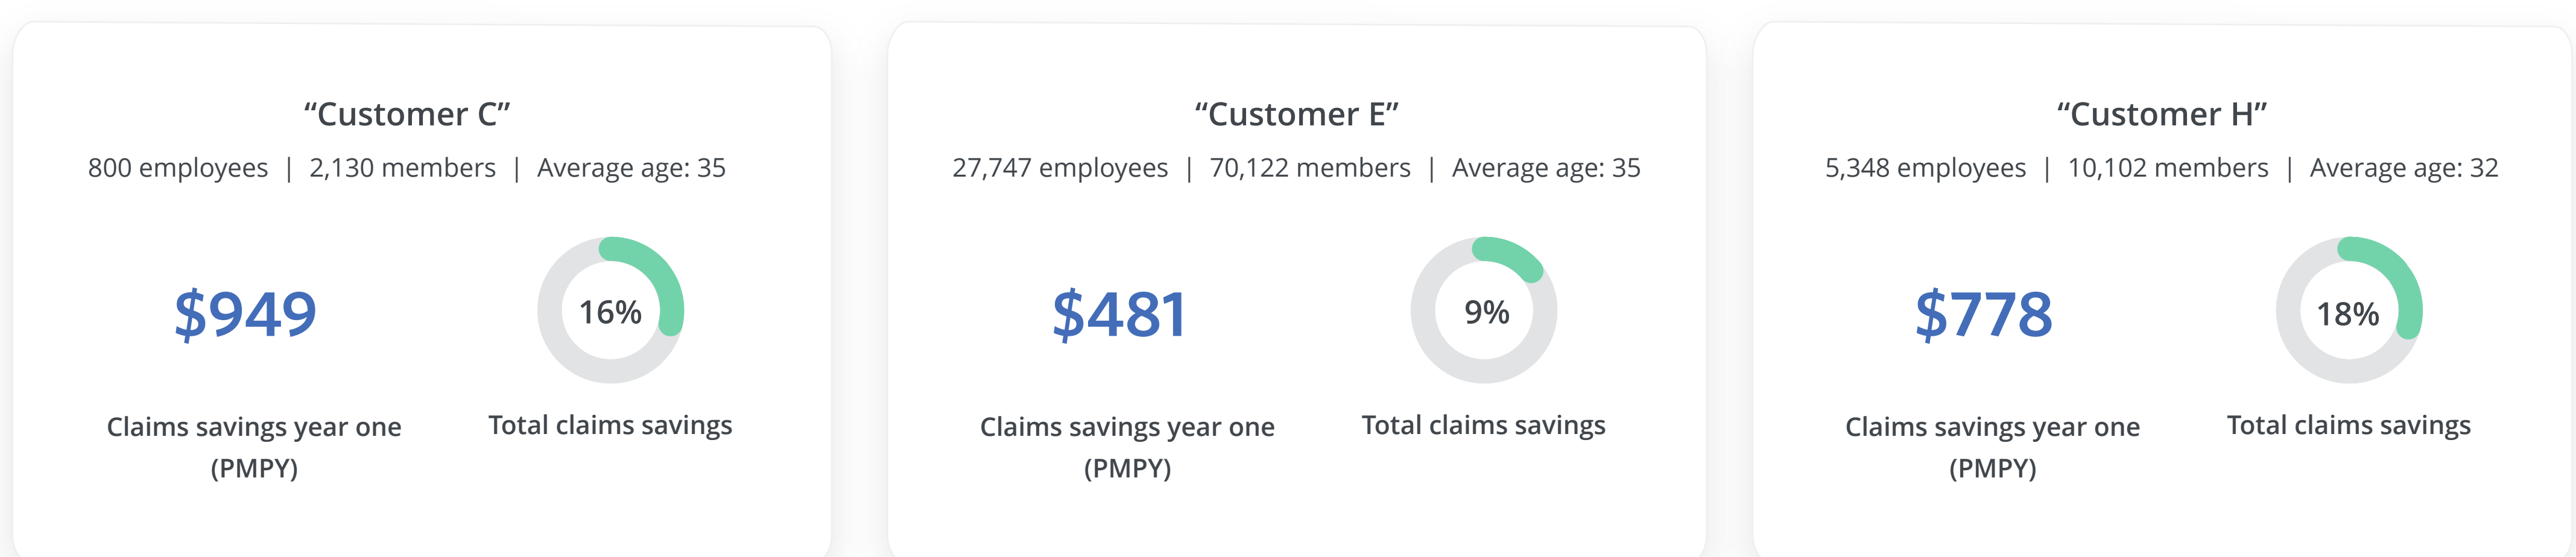 “Customer C”
800 employees | 2,130 members | Average age: 35
$949
16%
Claims savings year one
(PMPY)
Total claims savings
“Customer E”
27,747 employees | 70,122 members | Average age: 35
$481
9%
Claims savings year one
(PMPY)
Total claims savings
“Customer H”
5,348 employees | 10,102 members | Average age: 32
$778
18%
Claims savings year one
(PMPY)
Total claims savings